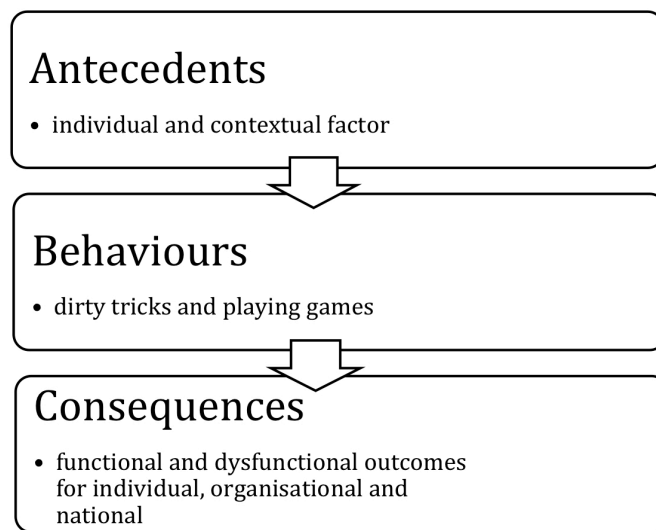 Antecedents
• individual and contextual factor
Behaviours
• dirty tricks and playing games
Consequences
• functional and dysfunctional outcomes
for individual, organisational and
national